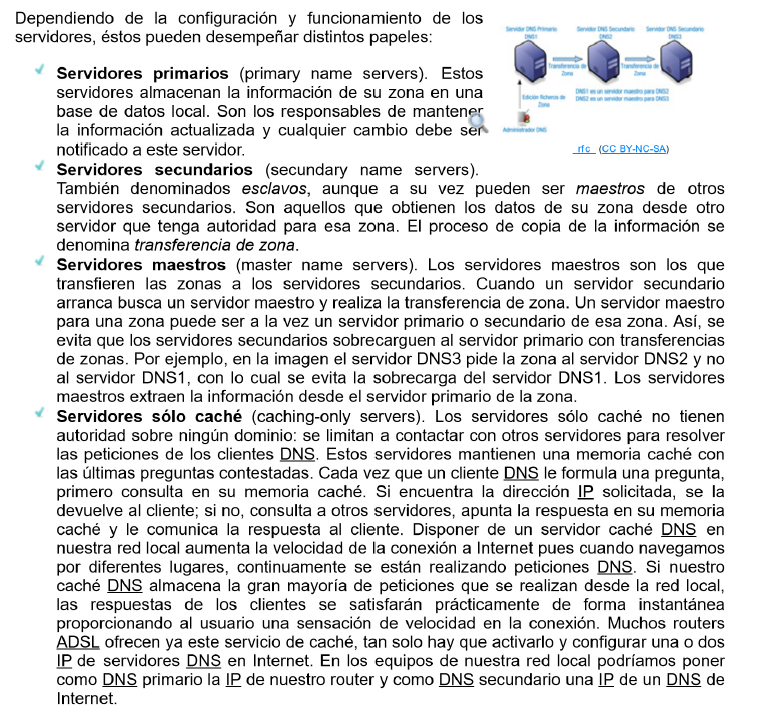 Dependiendo de la configuración y funcionamiento de los
servidores, éstos pueden desempeñar distintos papeles:
Servidor DNS Primario
DNS1
Servidor DNS Secundario
DNS2
Servidor DNS Secundario
DNS3
Transferencia de
Zona
Transferencia de
Zona
Edición ficheros de
Zona
DNS1 es un servidor maestro para DNS2
DNS2 es un servidor maestro para DNS3
Administrador DNS
rfc (CC BY-NC-SA)
Servidores primarios (primary name servers). Estos
servidores almacenan la información de su zona en una
base de datos local. Son los responsables de mantener
la información actualizada y cualquier cambio debe ser
notificado a este servidor.
Servidores secundarios (secundary name servers).
También denominados esclavos, aunque a su vez pueden ser maestros de otros
servidores secundarios. Son aquellos que obtienen los datos de su zona desde otro
servidor que tenga autoridad para esa zona. El proceso de copia de la información se
denomina transferencia de zona.
Servidores maestros (master name servers). Los servidores maestros son los que
transfieren las zonas a los servidores secundarios. Cuando un servidor secundario
arranca busca un servidor maestro y realiza la transferencia de zona. Un servidor maestro
para una zona puede ser a la vez un servidor primario o secundario de esa zona. Así, se
evita que los servidores secundarios sobrecarguen al servidor primario con transferencias
de zonas. Por ejemplo, en la imagen el servidor DNS3 pide la zona al servidor DNS2 y no
al servidor DNS1, con lo cual se evita la sobrecarga del servidor DNS1. Los servidores
maestros extraen la información desde el servidor primario de la zona.
Servidores sólo caché (caching-only servers). Los servidores sólo caché no tienen
autoridad sobre ningún dominio: se limitan a contactar con otros servidores para resolver
las peticiones de los clientes DNS. Estos servidores mantienen una memoria caché con
las últimas preguntas contestadas. Cada vez que un cliente DNS le formula una pregunta,
primero consulta en su memoria caché. Si encuentra la dirección IP solicitada, se la
devuelve al cliente; si no, consulta a otros servidores, apunta la respuesta en su memoria
caché y le comunica la respuesta al cliente. Disponer de un servidor caché DNS en
nuestra red local aumenta la velocidad de la conexión a Internet pues cuando navegamos
por diferentes lugares, continuamente se están realizando peticiones DNS. Si nuestro
caché DNS almacena la gran mayoría de peticiones que se realizan desde la red local,
las respuestas de los clientes se satisfarán prácticamente de forma instantánea
proporcionando al usuario una sensación de velocidad en la conexión. Muchos routers
ADSL ofrecen ya este servicio de caché, tan solo hay que activarlo y configurar una o dos
IP de servidores DNS en Internet. En los equipos de nuestra red local podríamos poner
como DNS primario la IP de nuestro router y como DNS secundario una IP de un DNS de
Internet.